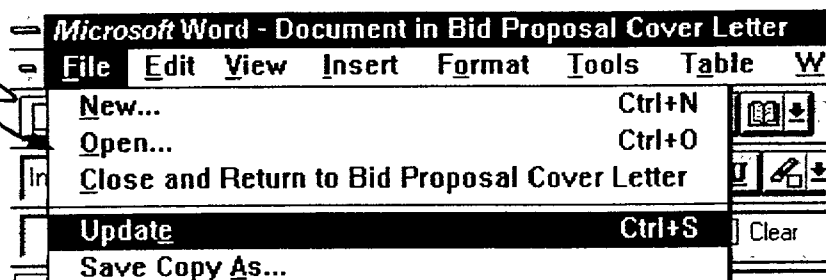 Microsoft Word - Document in Bid Proposal Cover Letter
File Edit View Insert Format Tools Table W
New... Ctrl+N
Open... Ctrl+O
In
Close and Return to Bid Proposal Cover Letter
Update Ctrl+S
Clear
Save Copy As...